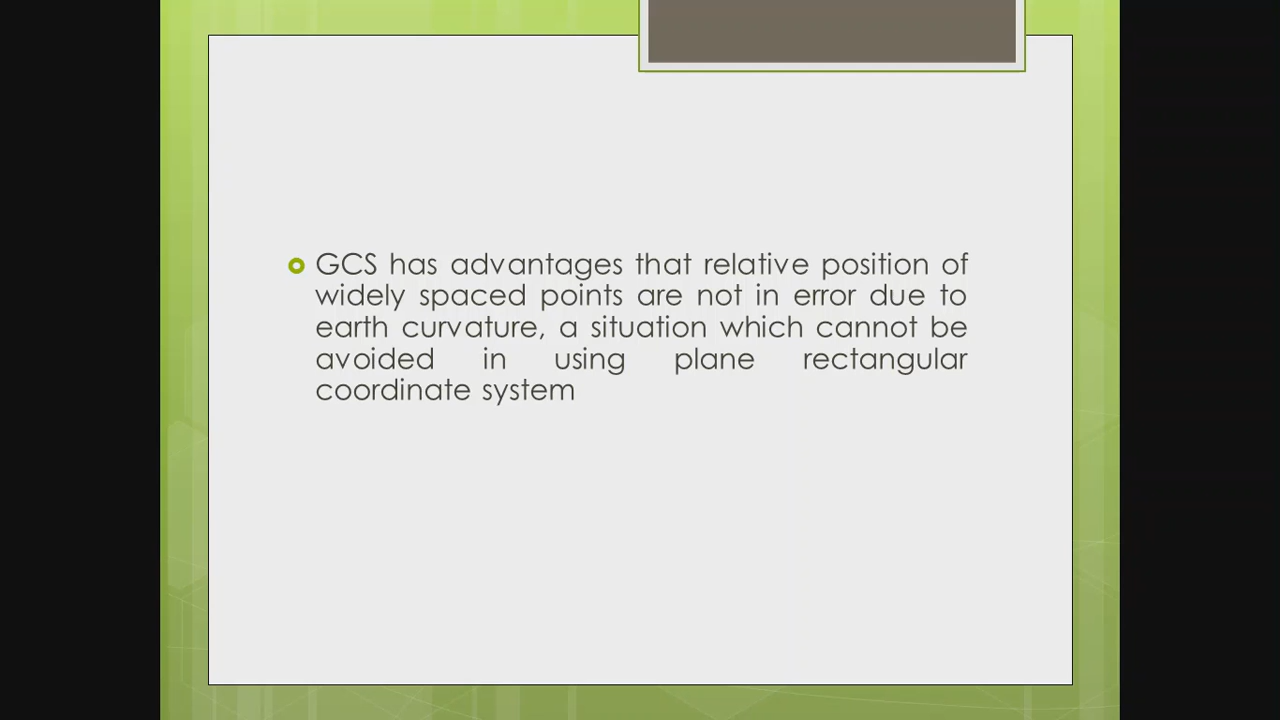 GCS has advantages that relative position of
widely spaced points are not in error due to
earth curvature, a situation which cannot be
avoided in using plane rectangular
coordinate system